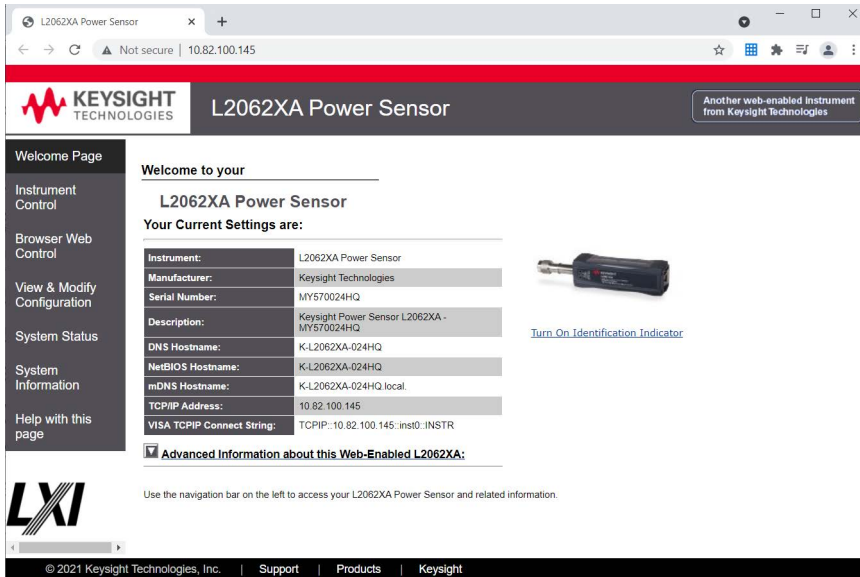 L2062XA Power Sensor
Not secure | 10.82.100.145
KEYSIGHT
TECHNOLOGIES
L2062XA Power Sensor
Another web-enabled Instrument
from Keysight Technologies
Welcome Page
Instrument
Control
Browser Web
Control
View & Modify
Configuration
System Status
System
Information
Help with this
page
LXI
Welcome to your
L2062XA Power Sensor
Your Current Settings are:
Instrument: L2062XA Power Sensor
Manufacturer: Keysight Technologies
Serial Number: MY570024HQ
Description: Keysight Power Sensor L2062XA -
MY570024HQ
DNS Hostname: K-L2062XA-024HQ
NetBIOS Hostname: K-L2062XA-024HQ
mDNS Hostname: K-L2062XA-024HQ.local.
TCP/IP Address: 10.82.100.145
VISA TCPIP Connect String: TCPIP::10.82.100.145::inst0::INSTR
Advanced Information about this Web-Enabled L2062XA:
Use the navigation bar on the left to access your L2062XA Power Sensor and related information.
Turn On Identification Indicator
© 2021 Keysight Technologies, Inc. | Support | Products | Keysight